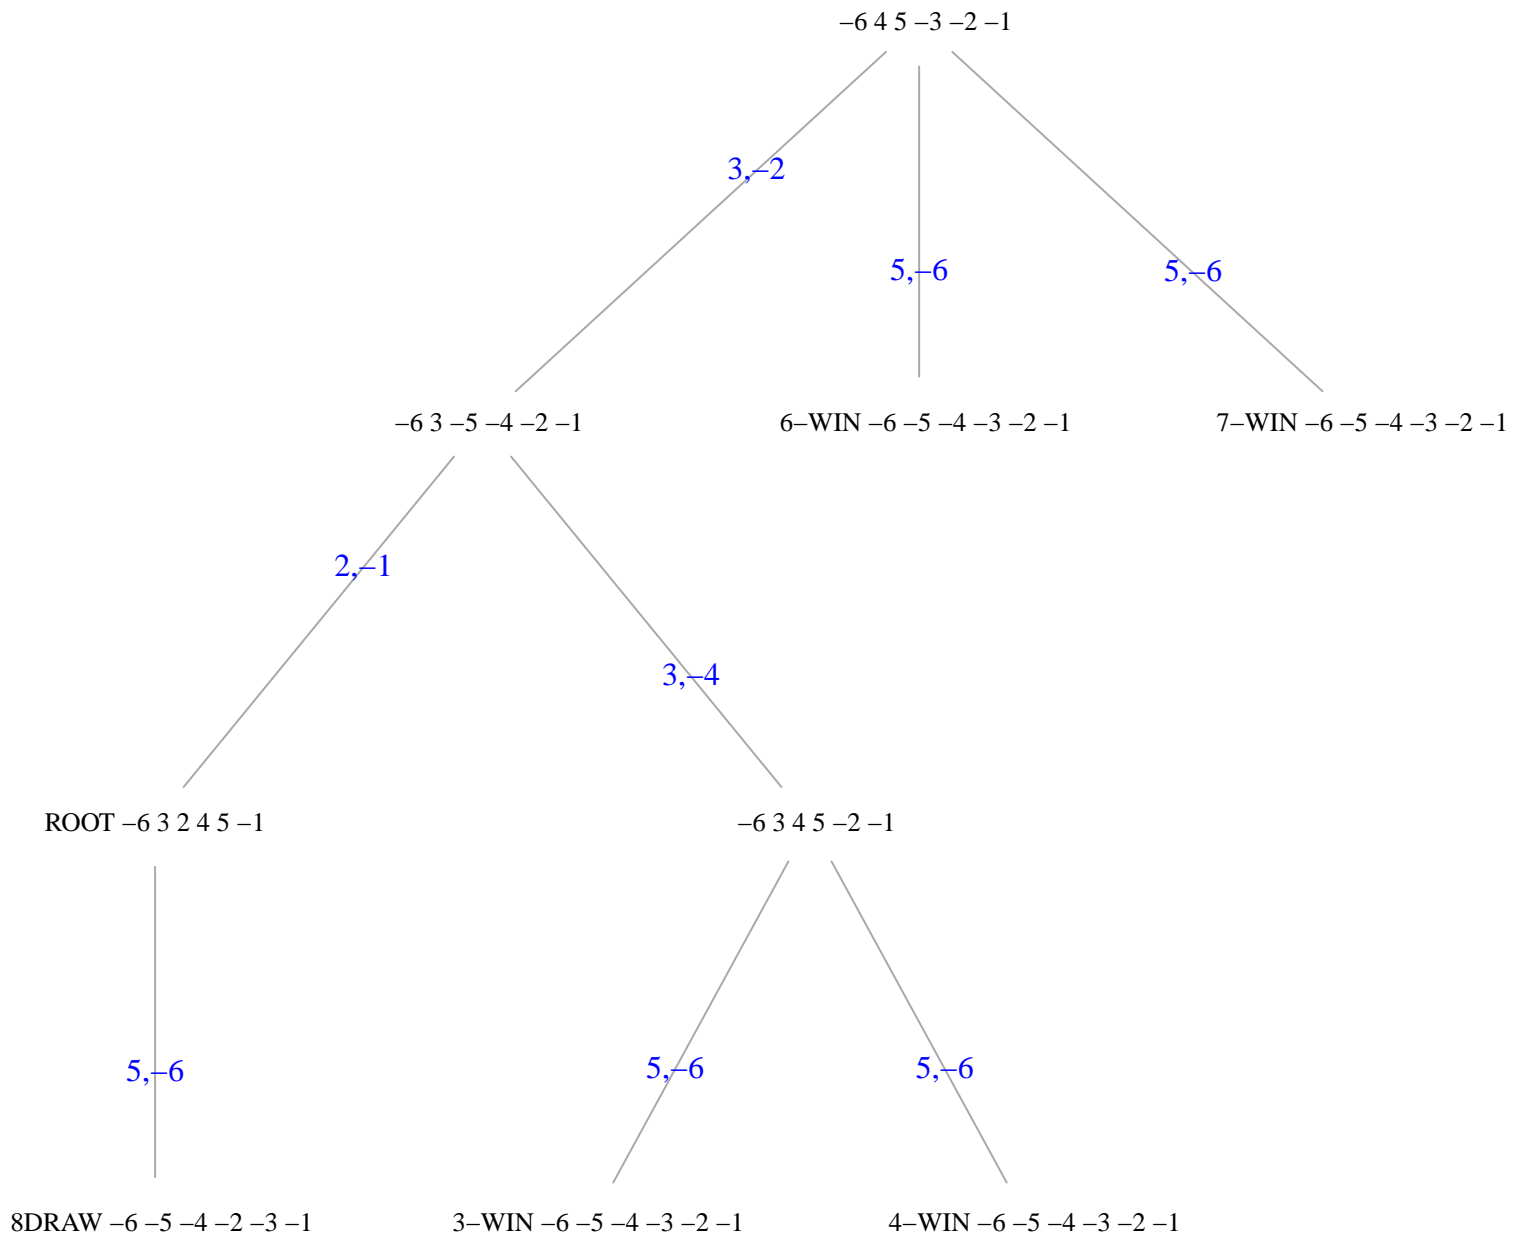 –6 4 5 –3 –2 –1
3,–2
5,–6
5,–6
–6 3 –5 –4 –2 –1
6–WIN –6 –5 –4 –3 –2 –1
7–WIN –6 –5 –4 –3 –2 –1
2,–1
3,–4
ROOT –6 3 2 4 5 –1
–6 3 4 5 –2 –1
5,–6
5,–6
5,–6
8DRAW –6 –5 –4 –2 –3 –1
3–WIN –6 –5 –4 –3 –2 –1
4–WIN –6 –5 –4 –3 –2 –1